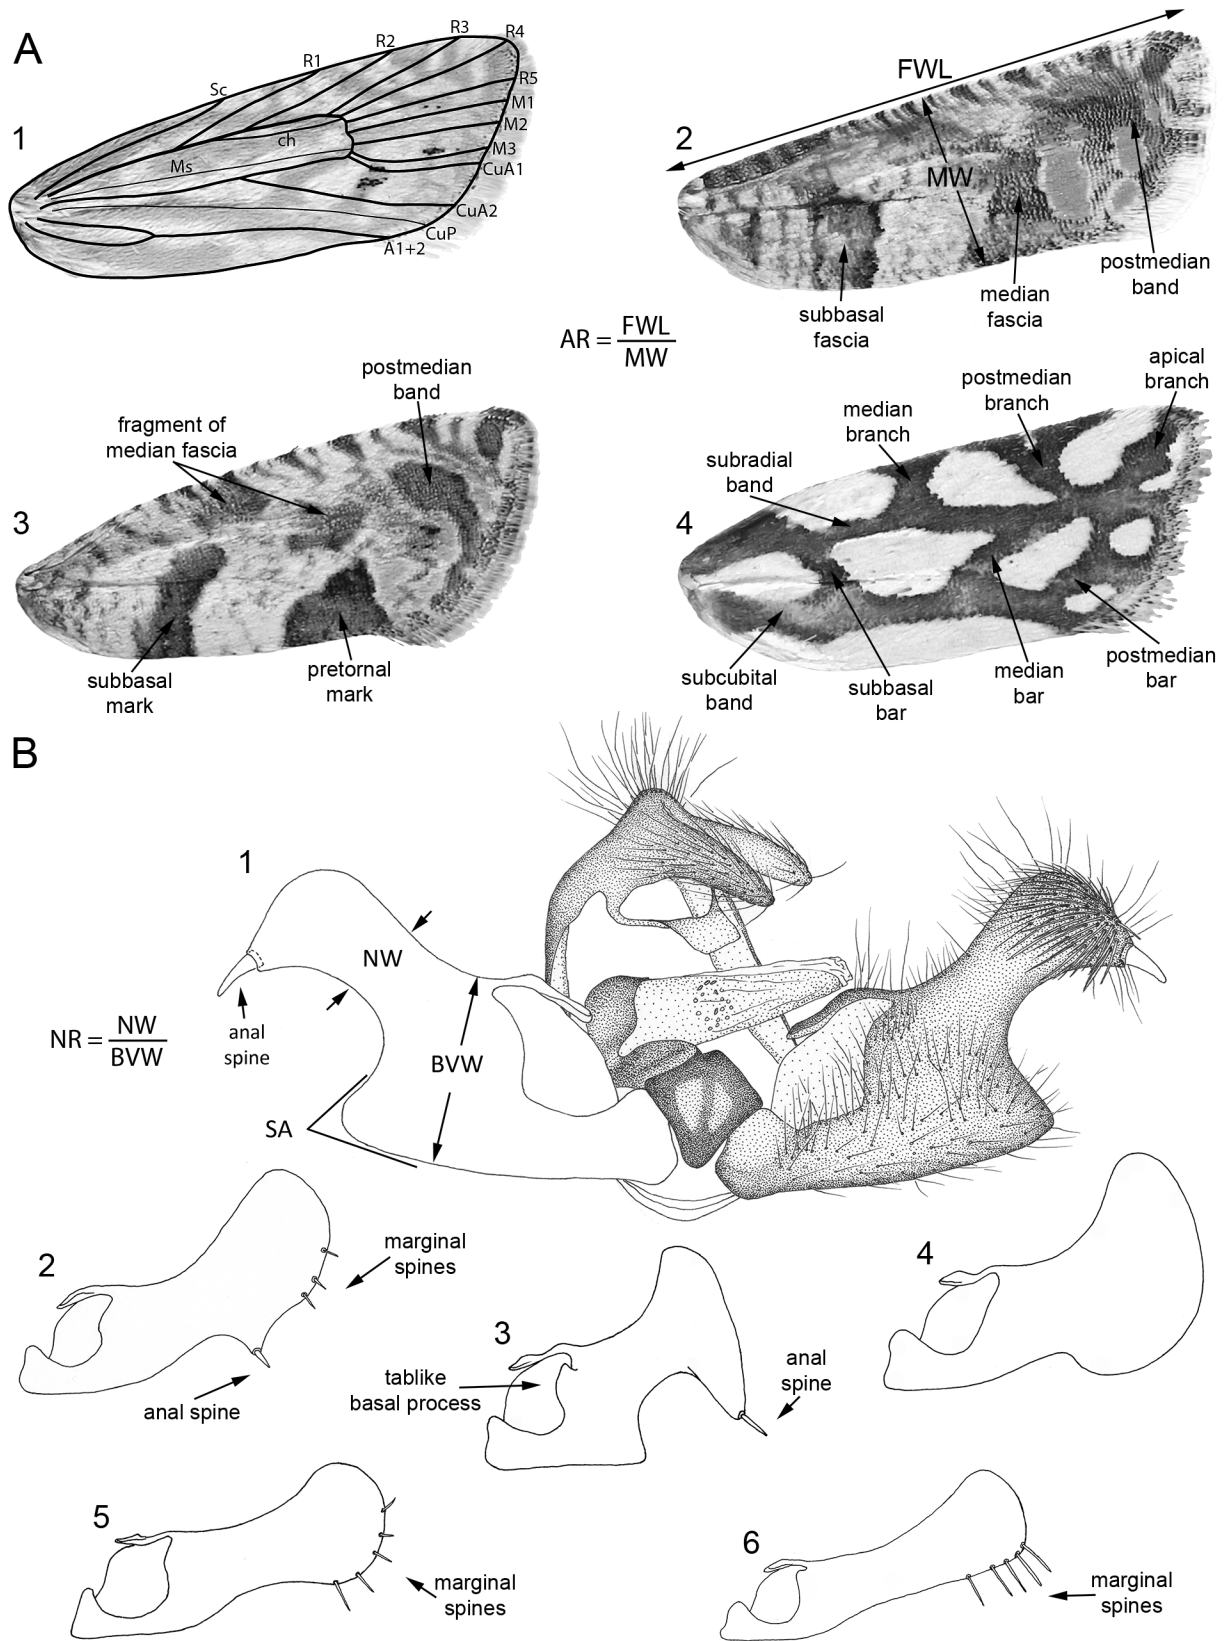 A
1
Sc
R1
R2
R3
R4
R5
M1
M2
M3
CuA1
CuA2
CuP
A1+2
ch
Ms
2
FWL
MW
subbasal
fascia
median
fascia
postmedian
band
AR = FWL
MW
3
fragment of
median fascia
postmedian
band
subbasal
mark
pretornal
mark
4
subradial
band
median
branch
postmedian
branch
apical
branch
subcubital
band
subbasal
bar
median
bar
postmedian
bar
B
1
NW
BVW
anal
spine
SA
NR = NW
BVW
2
marginal
spines
anal spine
3
tablike
basal process
anal
spine
4
5
marginal
spines
6
marginal
spines